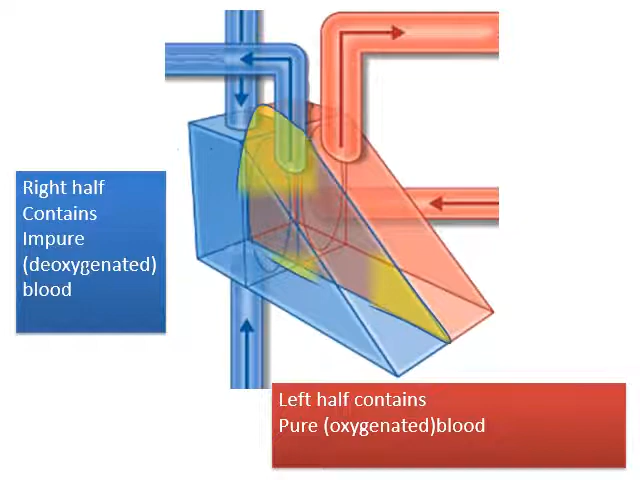 Right half
Contains
Impure
(deoxygenated)
blood
Left half contains
Pure (oxygenated)blood